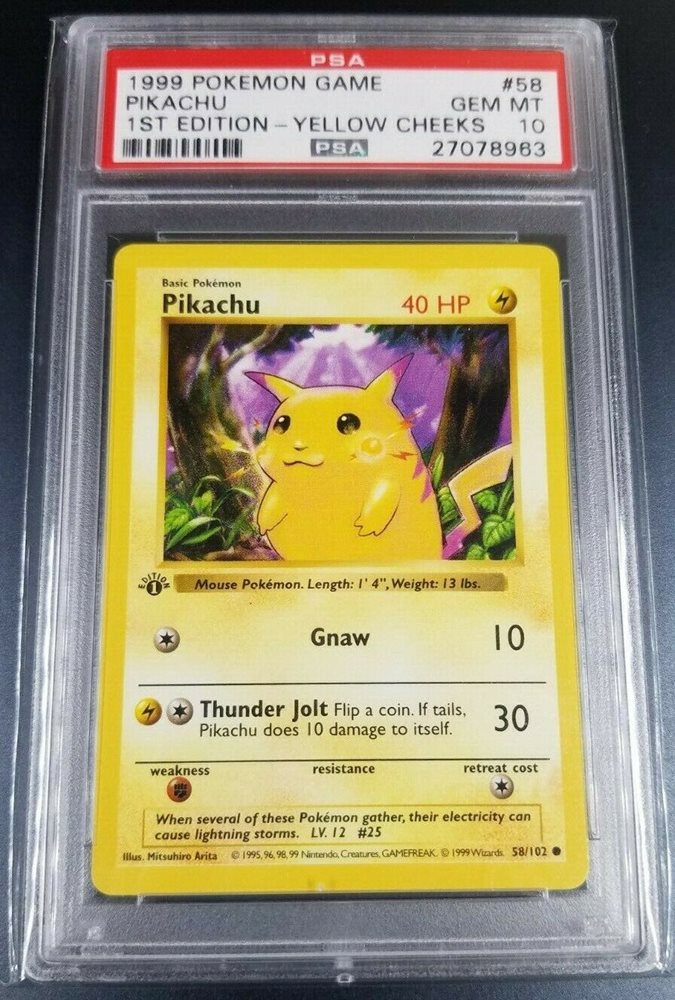 PSA
1999 POKEMON GAME #58
PIKACHU GEM MT
1ST EDITION - YELLOW CHEEKS 10
PSA 27078963
Basic Pokémon
Pikachu 40 HP
EDITION
1
Mouse Pokémon. Length: 1' 4", Weight: 13 lbs.
Gnaw 10
Thunder Jolt Flip a coin. If tails,
Pikachu does 10 damage to itself. 30
weakness resistance retreat cost
When several of these Pokémon gather, their electricity can
cause lightning storms. LV. 12 #25
Illus. Mitsuhiro Arita © 1995, 96, 98, 99 Nintendo, Creatures, GAMEFREAK. © 1999 Wizards. 58/102